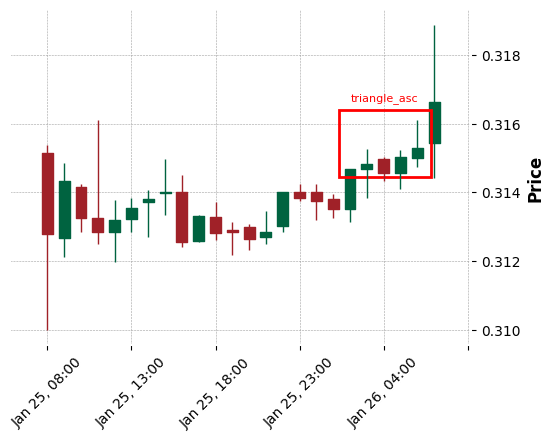 0.318
triangle_asc
0.316
0.314
0.312
0.310
Price
Jan 25, 08:00
Jan 25, 13:00
Jan 25, 18:00
Jan 25, 23:00
Jan 26, 04:00